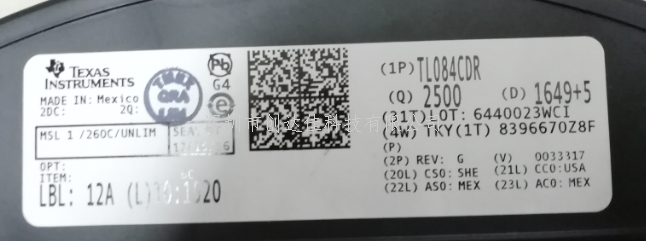 TEXAS
INSTRUMENTS
MADE IN: Mexico
2DC: 2Q:
Pb
G4
e
MSL 1 /260C/UNLIM
OPT:
ITEM:
LBL: 12A
(1P) TL084CDR
(Q) 2500 (D) 1649+5
(31T)LOT: 6440023WCI
(4W) TKY(1T) 8396670Z8F
(P)
(2P) REV: G (V) 0033317
(20L) CSO: SHE (21L) CCO:USA
(22L) ASO: MEX (23L) ACO: MEX